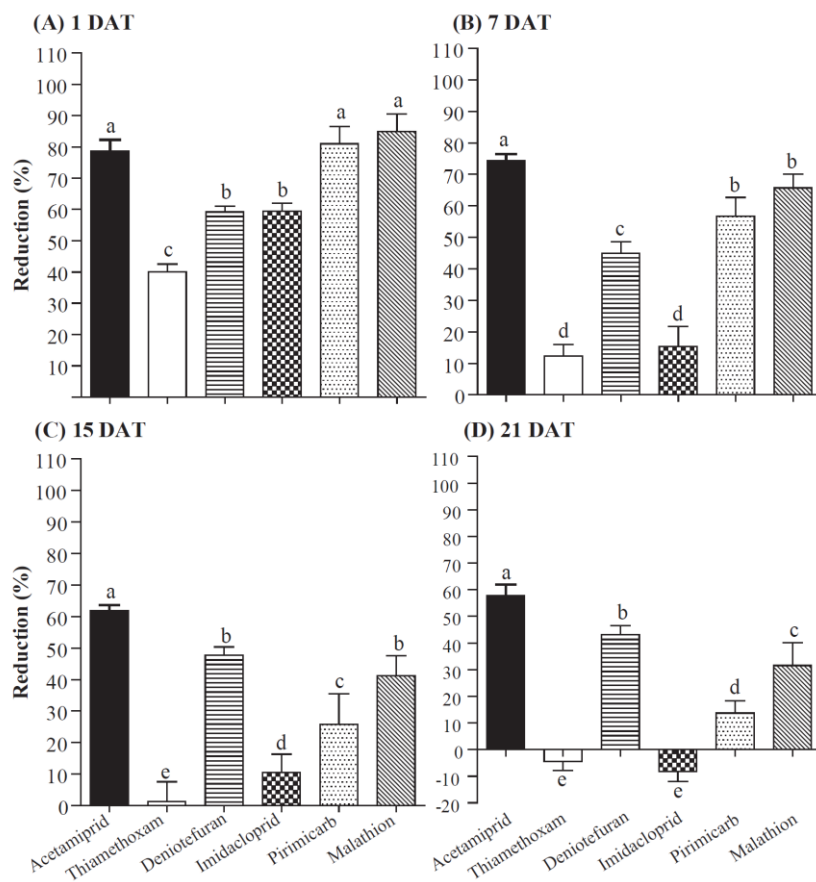 (A) 1 DAT
110
100
90
80
70
60
50
40
30
20
10
Reduction (%)
a
c
b
b
a
a
(B) 7 DAT
110
100
90
80
70
60
50
40
30
20
10
0
a
d
c
d
b
b
(C) 15 DAT
110
100
90
80
70
60
50
40
30
20
10
0
Reduction (%)
a
e
b
d
c
b
Acetamiprid
Thiamethoxam
Deniotefuran
Imidacloprid
Pirimicarb
Malathion
(D) 21 DAT
110
100
90
80
70
60
50
40
30
20
10
0
-10
-20
a
e
b
e
d
c
Acetamiprid
Thiamethoxam
Deniotefuran
Imidacloprid
Pirimicarb
Malathion